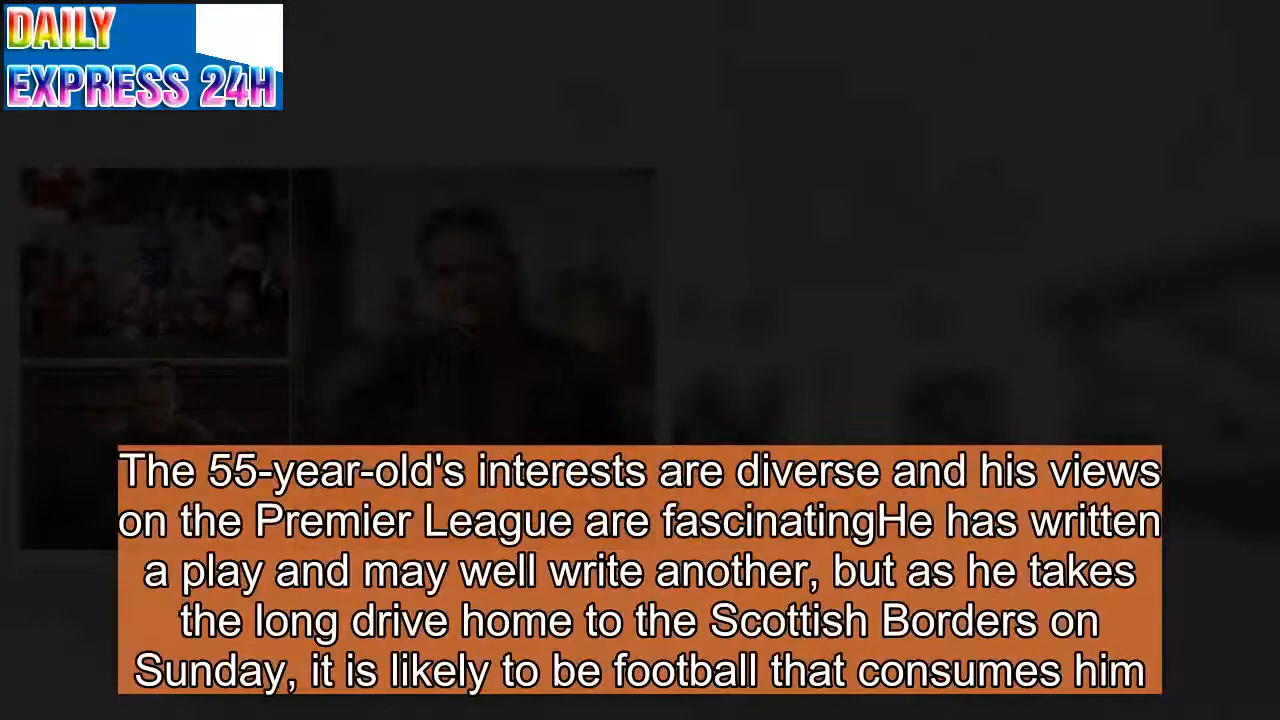 DAILY
EXPRESS 24H
The 55-year-old's interests are diverse and his views
on the Premier League are fascinatingHe has written
a play and may well write another, but as he takes
the long drive home to the Scottish Borders on
Sunday, it is likely to be football that consumes him